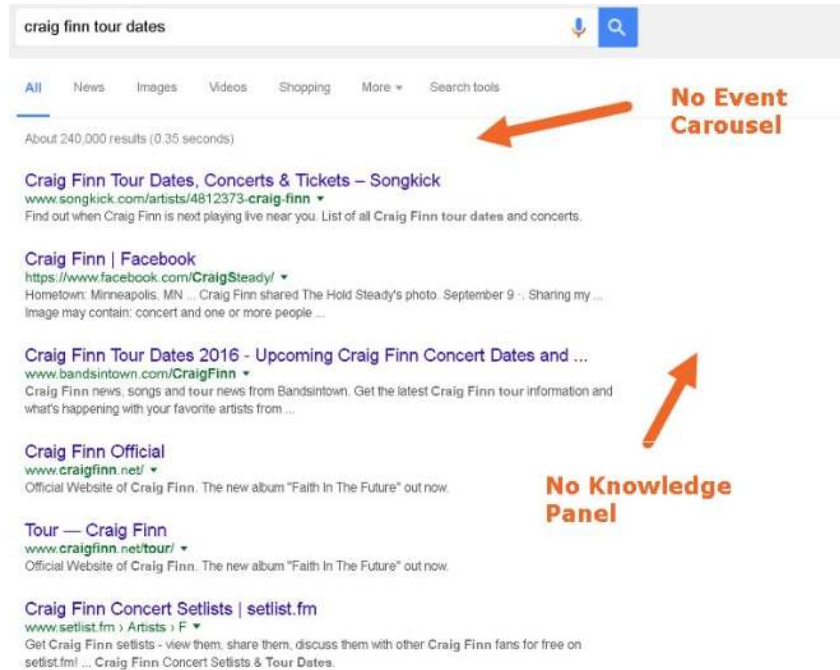 craig finn tour dates
All News Images Videos Shopping More Search tools
No Event
Carousel
About 240,000 results (0.35 seconds)
Craig Finn Tour Dates, Concerts & Tickets – Songkick
www.songkick.com/artists/4812373-craig-finn
Find out when Craig Finn is next playing live near you. List of all Craig Finn tour dates and concerts.
Craig Finn | Facebook
https://www.facebook.com/CraigSteady/
Hometown: Minneapolis, MN ... Craig Finn shared The Hold Steady's photo. September 9 ·. Sharing my ...
Image may contain: concert and one or more people ...
Craig Finn Tour Dates 2016 - Upcoming Craig Finn Concert Dates and ...
www.bandsintown.com/CraigFinn
Craig Finn news, songs and tour news from Bandsintown. Get the latest Craig Finn tour information and
what's happening with your favorite artists from ...
Craig Finn Official
www.craigfinn.net/
Official Website of Craig Finn. The new album "Faith In The Future" out now.
No Knowledge
Panel
Tour — Craig Finn
www.craigfinn.net/tour/
Official Website of Craig Finn. The new album "Faith In The Future" out now.
Craig Finn Concert Setlists | setlist.fm
www.setlist.fm › Artists › F
Get Craig Finn setlists - view them, share them, discuss them with other Craig Finn fans for free on
setlist.fm! ... Craig Finn Concert Setlists & Tour Dates.